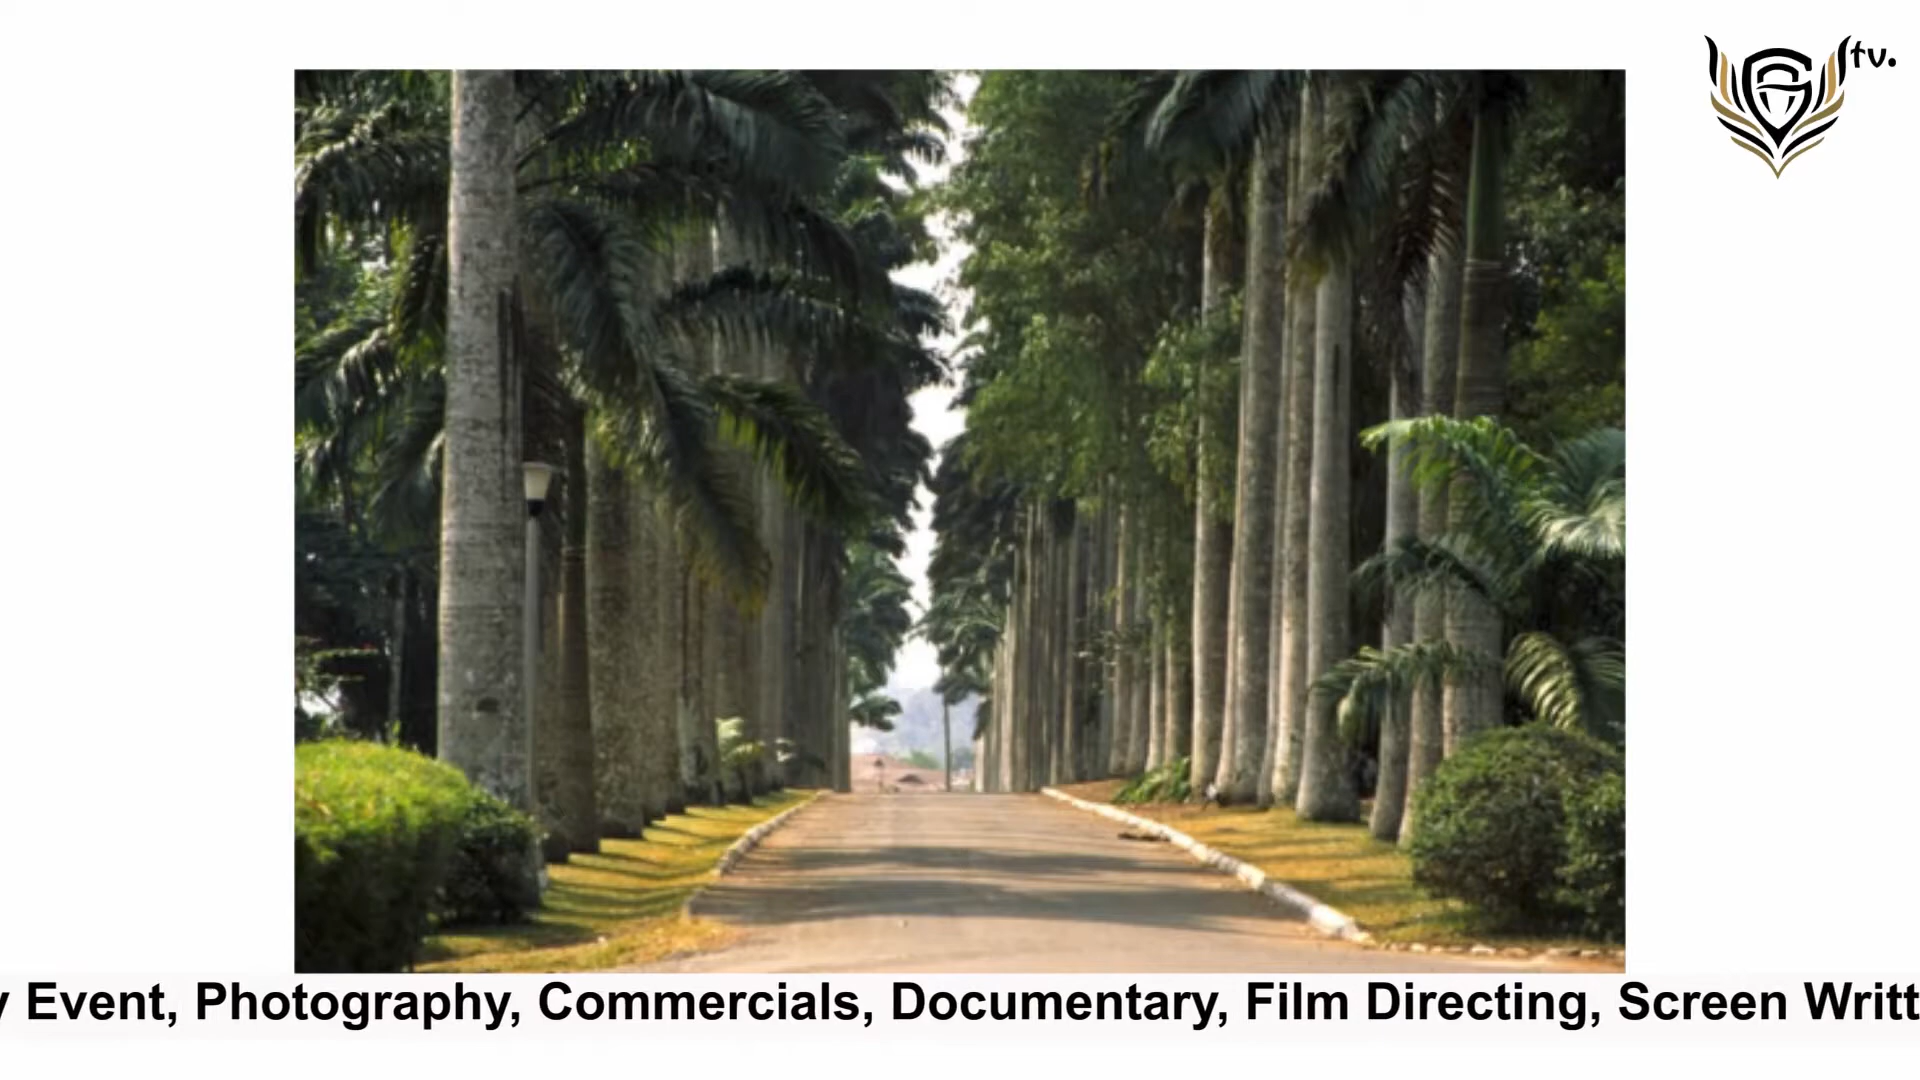 tv.
y Event, Photography, Commercials, Documentary, Film Directing, Screen Writt